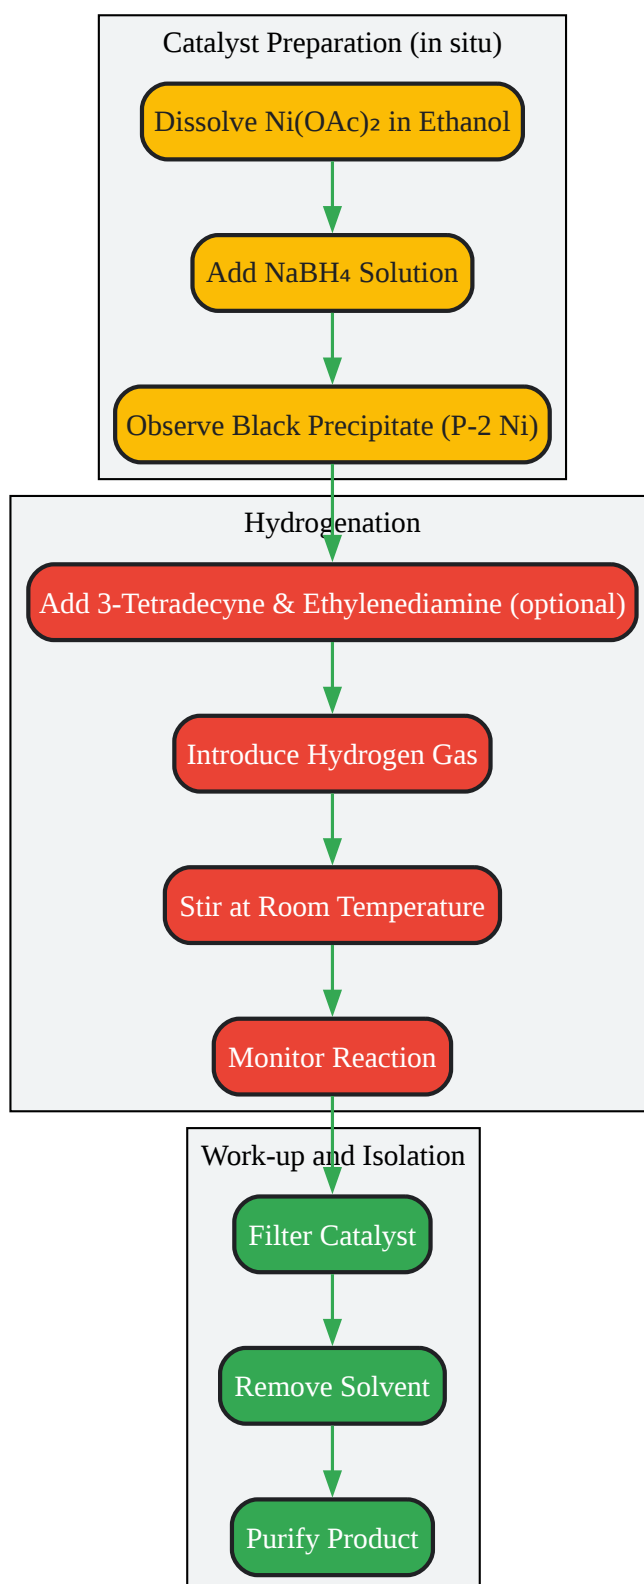 Catalyst Preparation (in situ)
Dissolve Ni(OAc)₂ in Ethanol
Add NaBH₄ Solution
Observe Black Precipitate (P-2 Ni)
Hydrogenation
Add 3-Tetradecyne & Ethylenediamine (optional)
Introduce Hydrogen Gas
Stir at Room Temperature
Monitor Reaction
Work-up and Isolation
Filter Catalyst
Remove Solvent
Purify Product